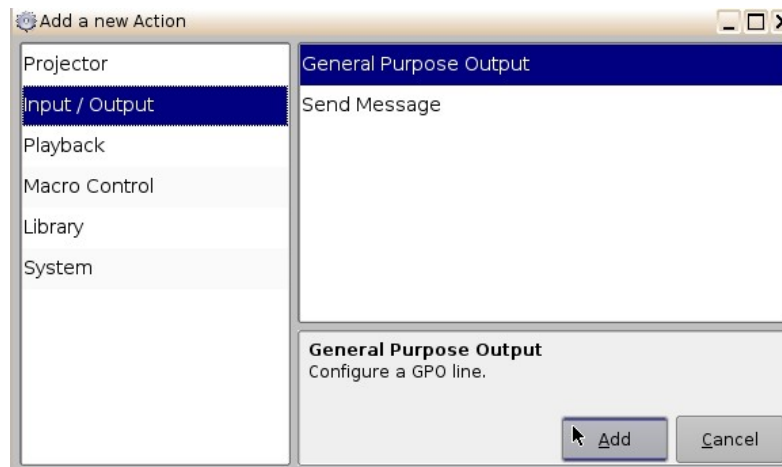 Add a new Action
Projector
Input / Output
Playback
Macro Control
Library
System
General Purpose Output
Send Message
General Purpose Output
Configure a GPO line.
Add
Cancel